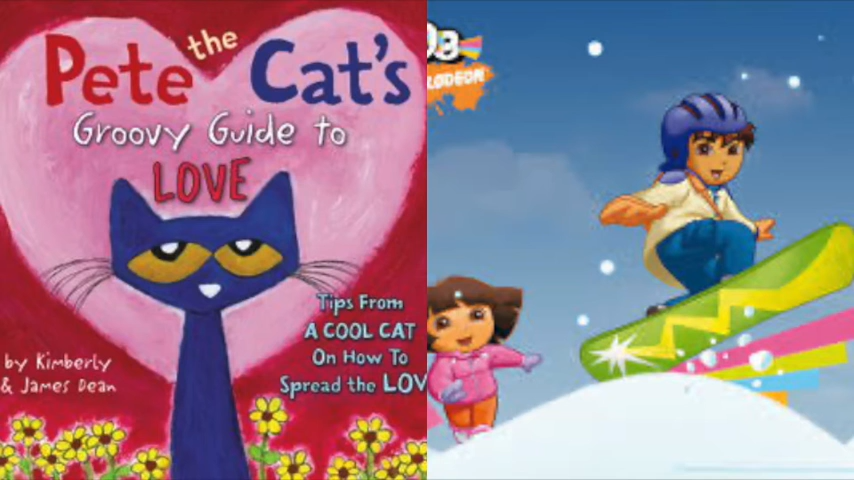 Pete the Cat's
Groovy Guide to
LOVE
Tips From
A COOL CAT
On How To
Spread the LOV
by Kimberly
& James Dean
LODEON